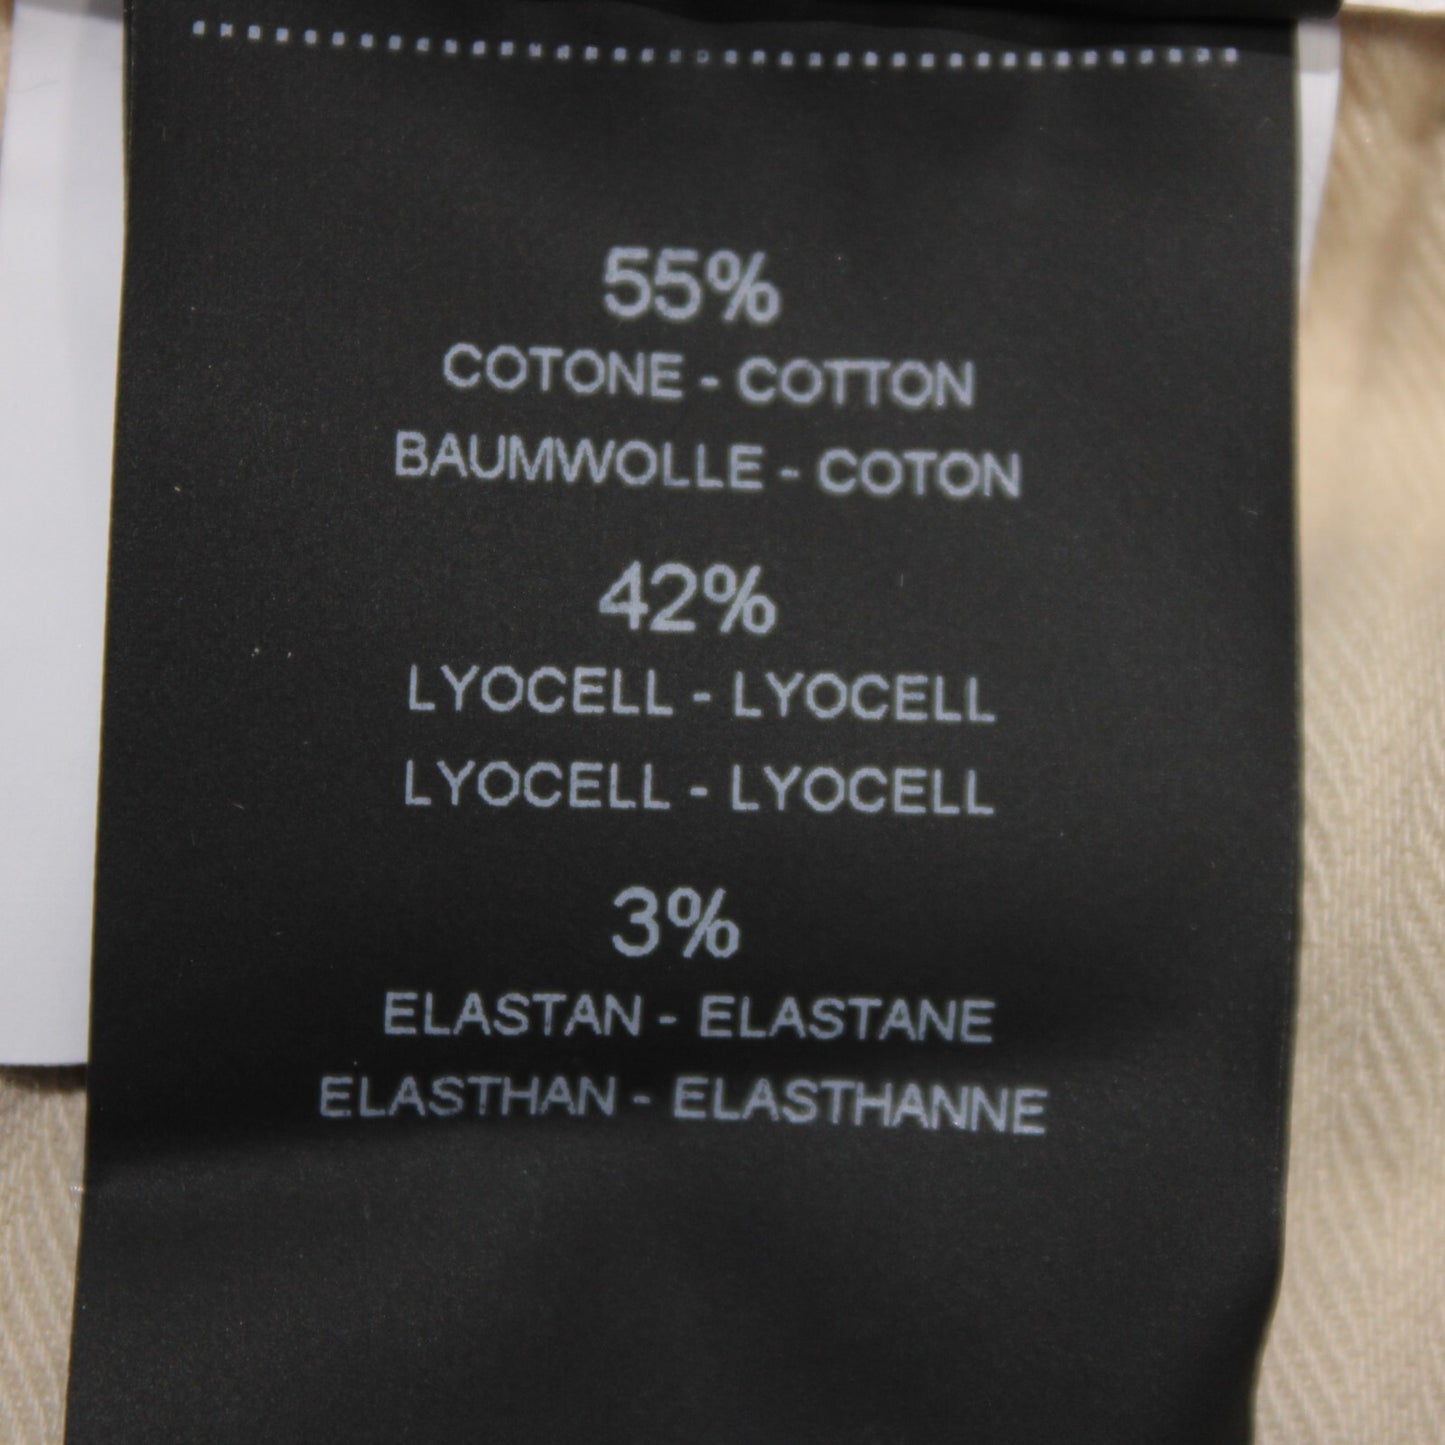 55%
COTONE - COTTON
BAUMWOLLE - COTON
42%
LYOCELL - LYOCELL
LYOCELL - LYOCELL
3%
ELASTAN - ELASTANE
ELASTHAN - ELASTHANNE